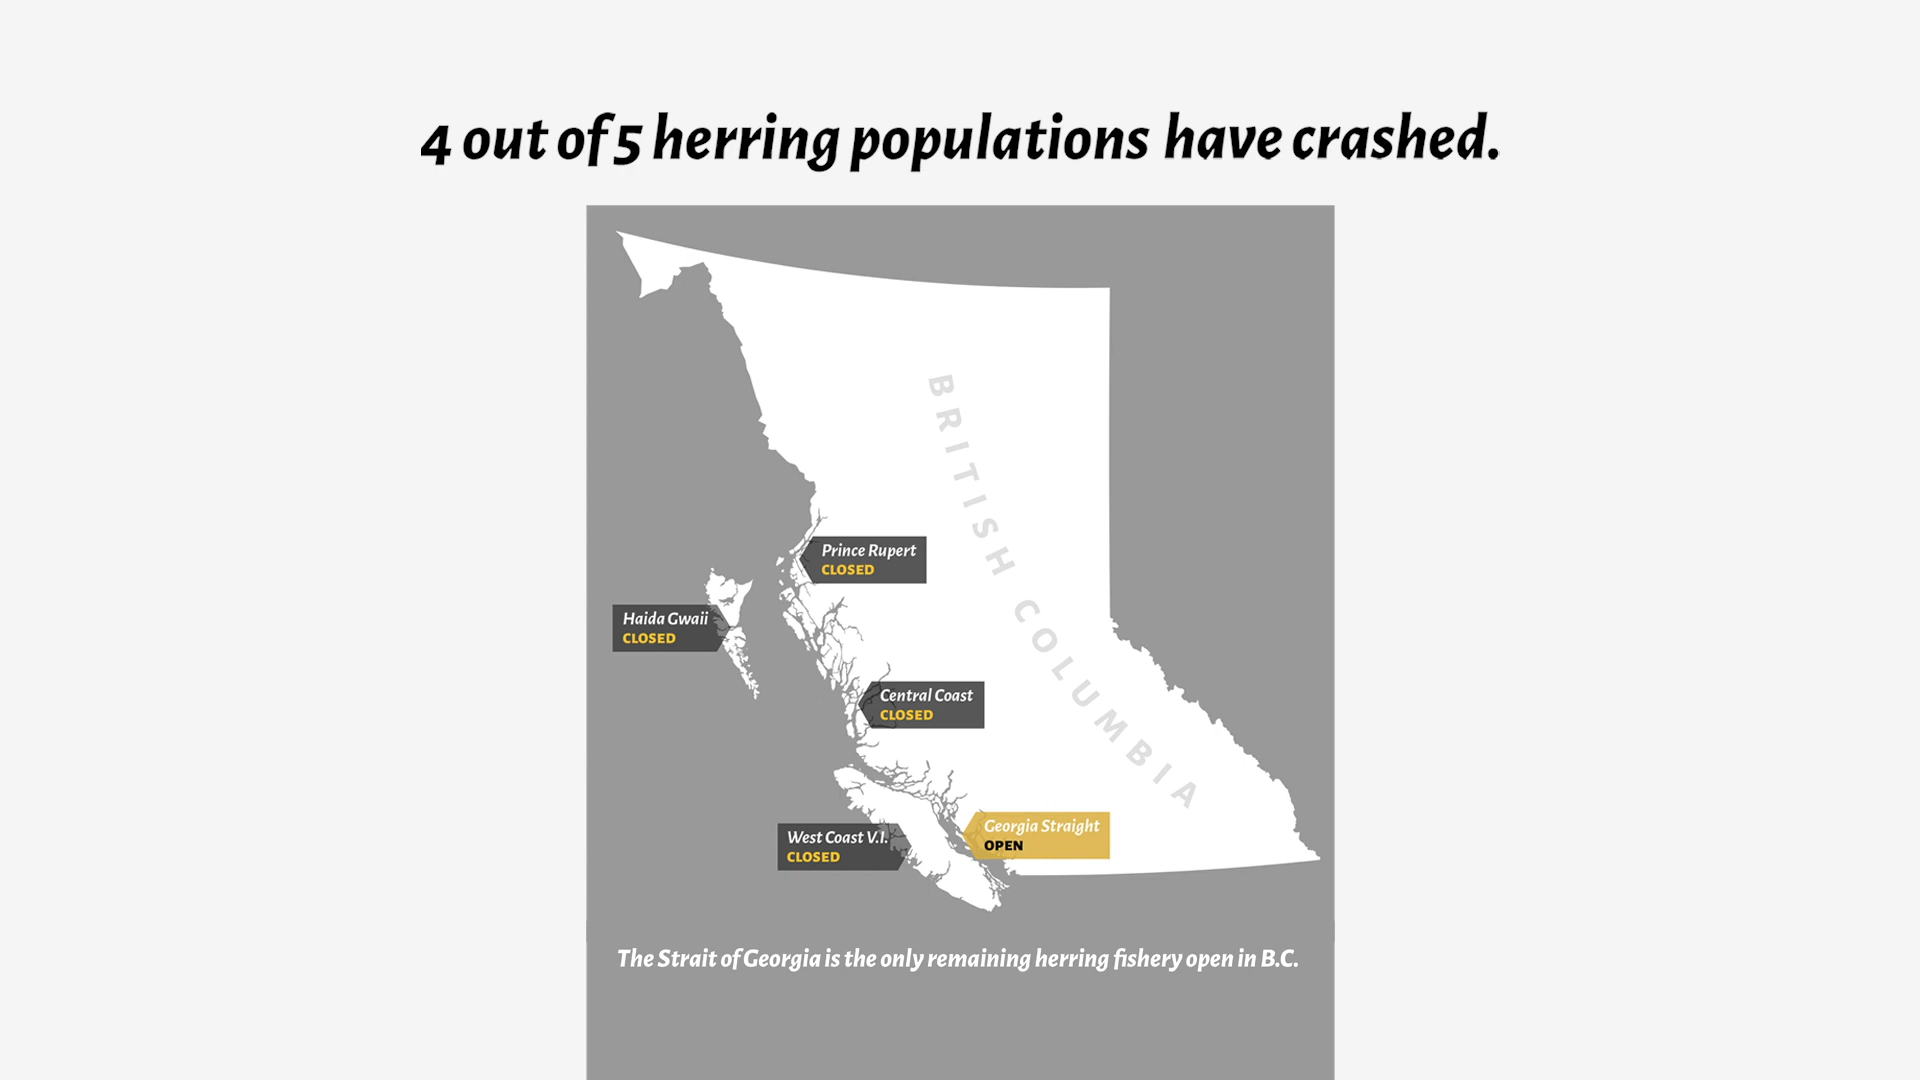 4 out of 5 herring populations have crashed.
BRITISH COLUMBIA
Prince Rupert
CLOSED
Haida Gwaii
CLOSED
Central Coast
CLOSED
West Coast V.I.
CLOSED
Georgia Straight
OPEN
The Strait of Georgia is the only remaining herring fishery open in B.C.